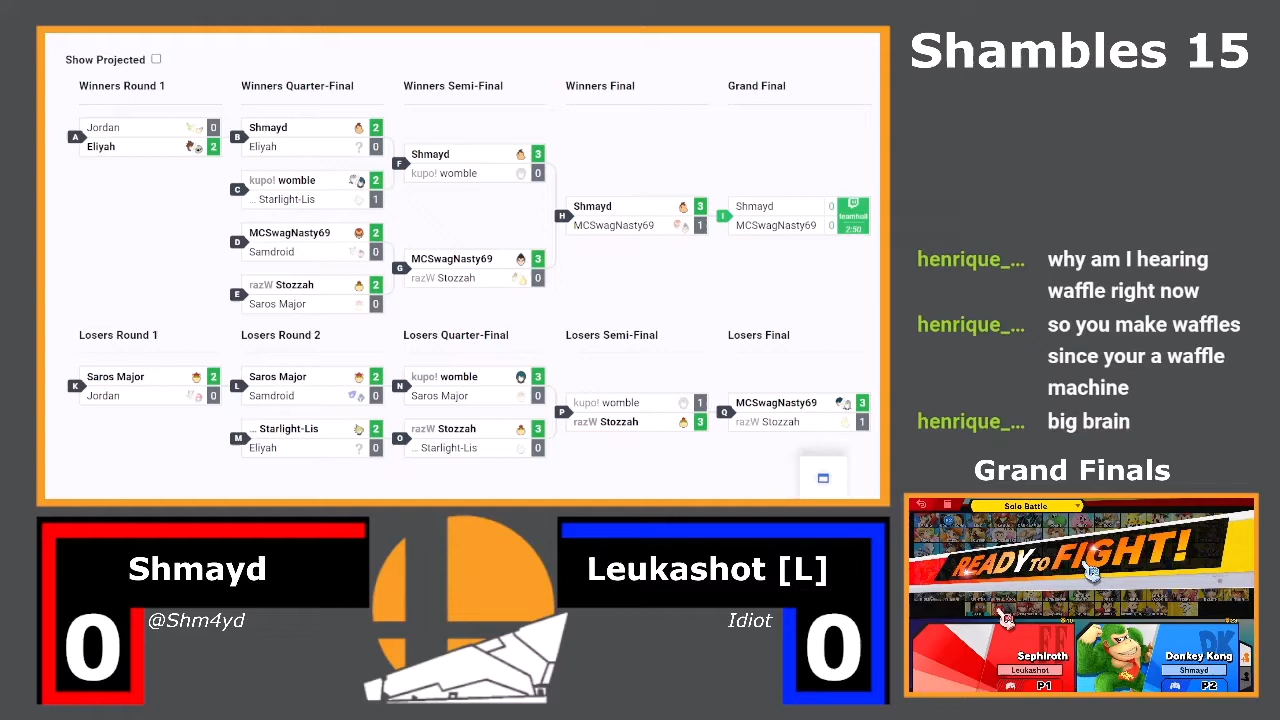 Shambles 15
Show Projected
Winners Round 1
Winners Quarter-Final
Winners Semi-Final
Winners Final
Grand Final
A
Jordan 0
Eliyah 2
B
Shmayd 2
Eliyah ? 0
C
kupo! womble 2
... Starlight-Lis 1
D
MCSwagNasty69 2
Samdroid 0
E
razW Stozzah 2
Saros Major 0
F
Shmayd 3
kupo! womble 0
G
MCSwagNasty69 3
razW Stozzah 0
H
Shmayd 3
MCSwagNasty69 1
I
Shmayd 0
MCSwagNasty69 0
teamhull
2:50
Losers Round 1
Losers Round 2
Losers Quarter-Final
Losers Semi-Final
Losers Final
K
Saros Major 2
Jordan 0
L
Saros Major 2
Samdroid 0
M
... Starlight-Lis 2
Eliyah ? 0
N
kupo! womble 3
Saros Major 0
O
razW Stozzah 3
... Starlight-Lis 0
P
kupo! womble 1
razW Stozzah 3
Q
MCSwagNasty69 3
razW Stozzah 1
henrique_... why am I hearing
waffle right now
henrique_... so you make waffles
since your a waffle
machine
henrique_... big brain
Grand Finals
Solo Battle
READY TO FIGHT!
Sephiroth
Leukashot
P1
DK
Donkey Kong
Shmayd
P2
Shmayd
@Shm4yd
0
Leukashot [L]
Idiot
0